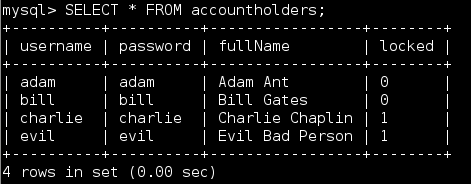 mysql> SELECT * FROM accountholders;
+----------+----------+-----------------+--------+
| username | password | fullName        | locked |
+----------+----------+-----------------+--------+
| adam     | adam     | Adam Ant        | 0      |
| bill     | bill     | Bill Gates      | 0      |
| charlie  | charlie  | Charlie Chaplin | 1      |
| evil     | evil     | Evil Bad Person | 1      |
+----------+----------+-----------------+--------+
4 rows in set (0.00 sec)